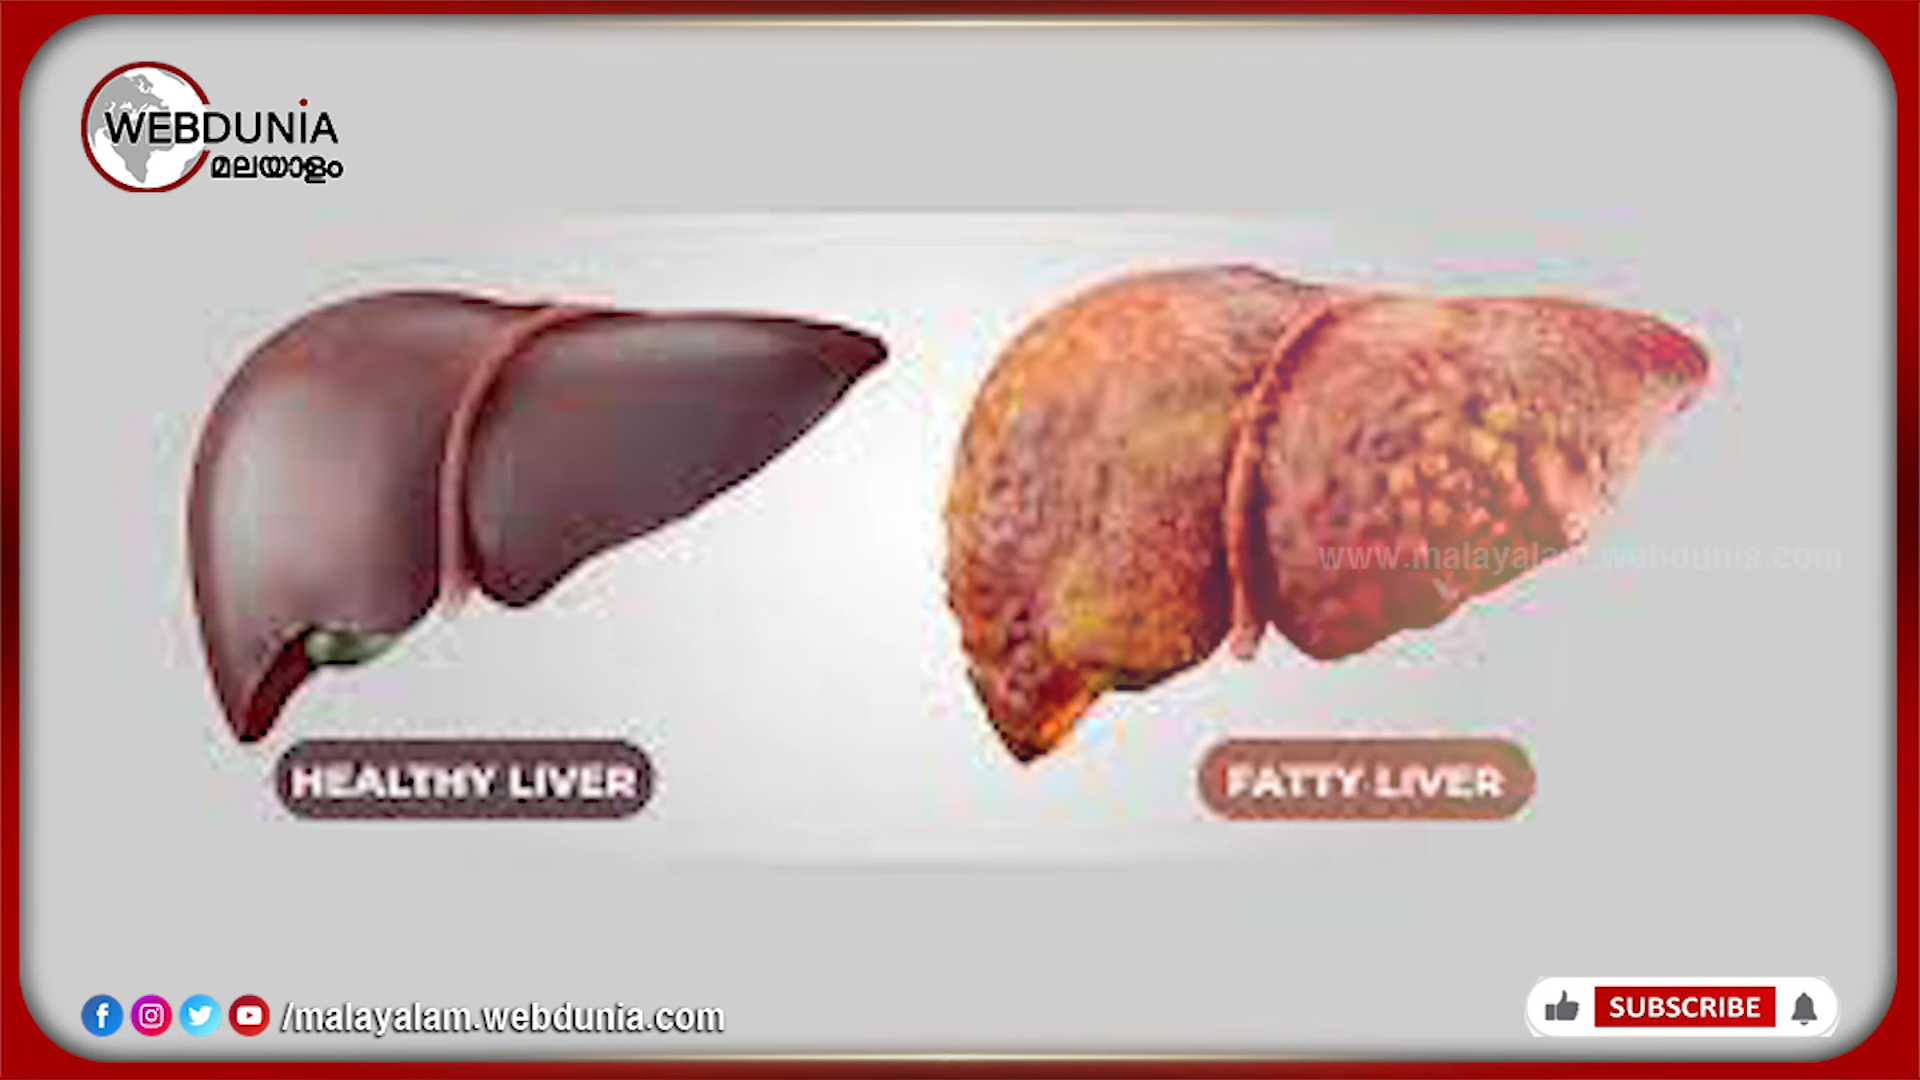 WEBDUNIA
മലയാളം
www.malayalam.webdunia.com
HEALTHY LIVER
FATTY LIVER
/malayalam.webdunia.com
SUBSCRIBE